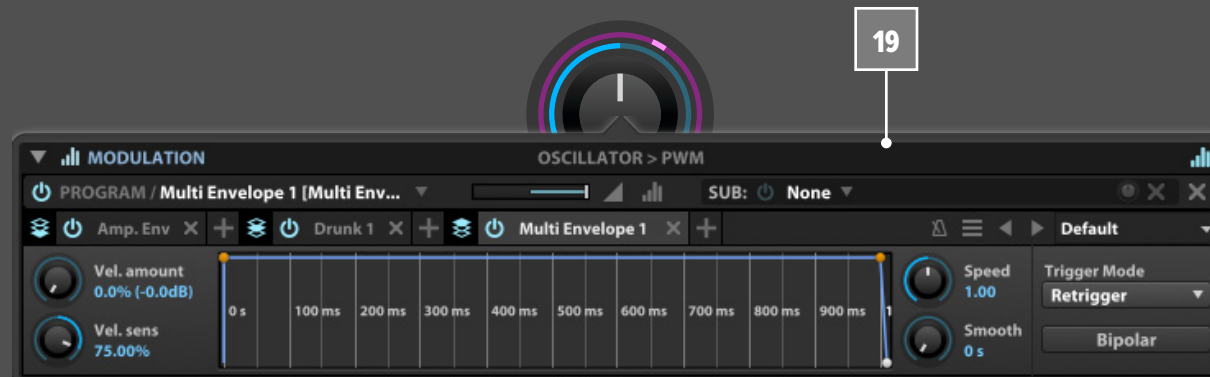 19
MODULATION OSCILLATOR > PWM
PROGRAM / Multi Envelope 1 [Multi Env... SUB: None
Amp. Env Drunk 1 Multi Envelope 1 Default
Vel. amount
0.0% (-0.0dB)
Vel. sens
75.00%
0 s 100 ms 200 ms 300 ms 400 ms 500 ms 600 ms 700 ms 800 ms 900 ms 1
Speed
1.00
Smooth
0 s
Trigger Mode
Retrigger
Bipolar